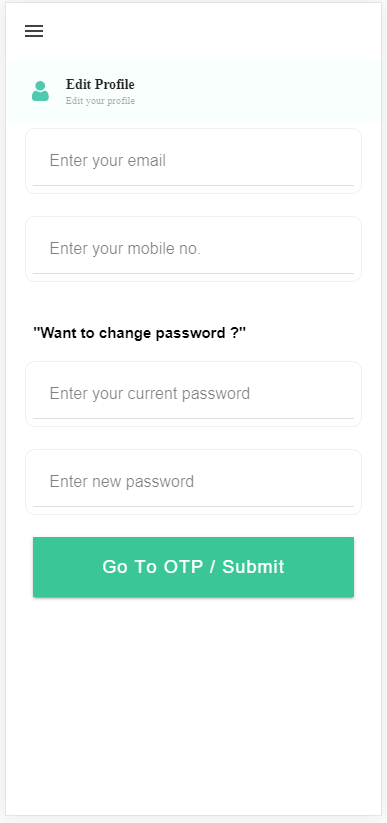 Edit Profile
Edit your profile
Enter your email
Enter your mobile no.
"Want to change password ?"
Enter your current password
Enter new password
Go To OTP / Submit